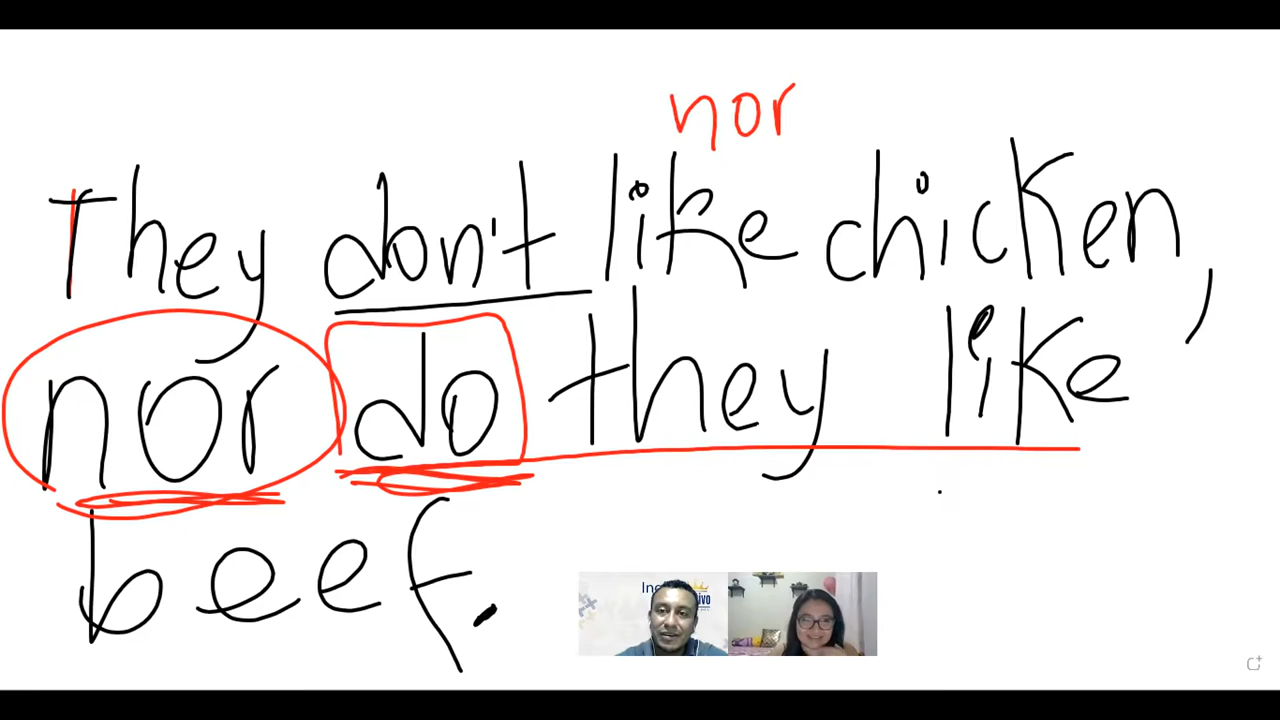 nor
They don't like chicken,
nor do they like
beef.